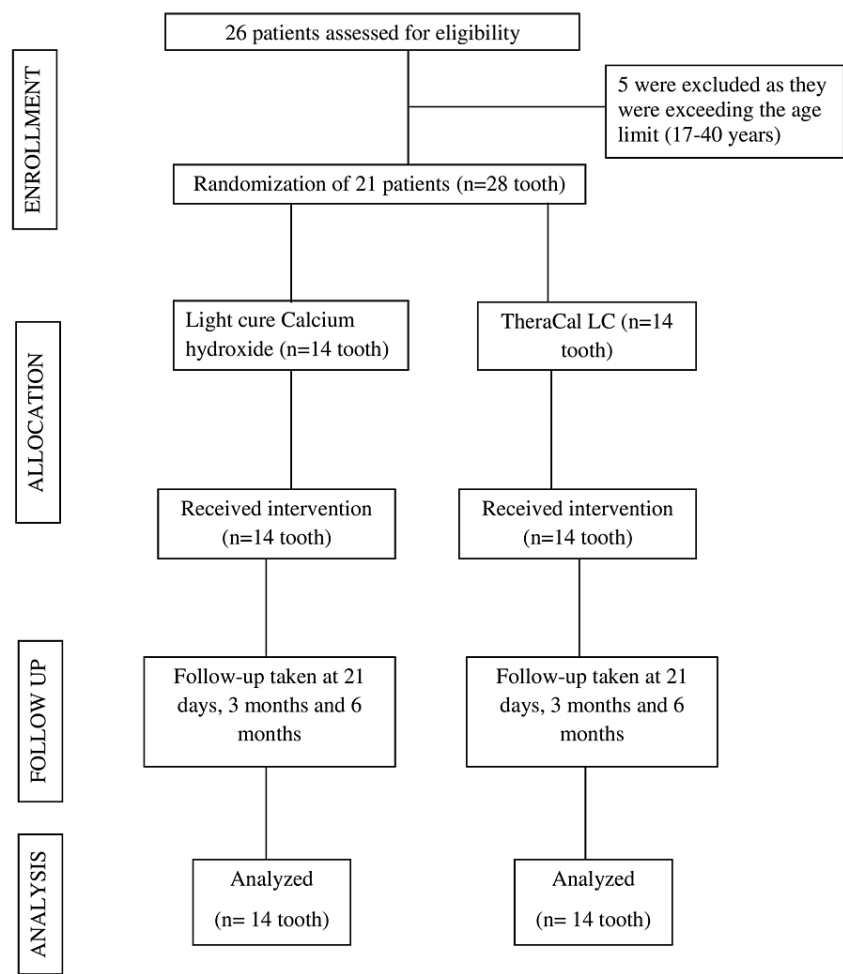 26 patients assessed for eligibility
ENROLLMENT
5 were excluded as they
were exceeding the age
limit (17-40 years)
Randomization of 21 patients (n=28 tooth)
ALLOCATION
Light cure Calcium
hydroxide (n=14 tooth)
TheraCal LC (n=14
tooth)
Received intervention
(n=14 tooth)
Received intervention
(n=14 tooth)
FOLLOW UP
Follow-up taken at 21
days, 3 months and 6
months
Follow-up taken at 21
days, 3 months and 6
months
ANALYSIS
Analyzed
(n= 14 tooth)
Analyzed
(n= 14 tooth)